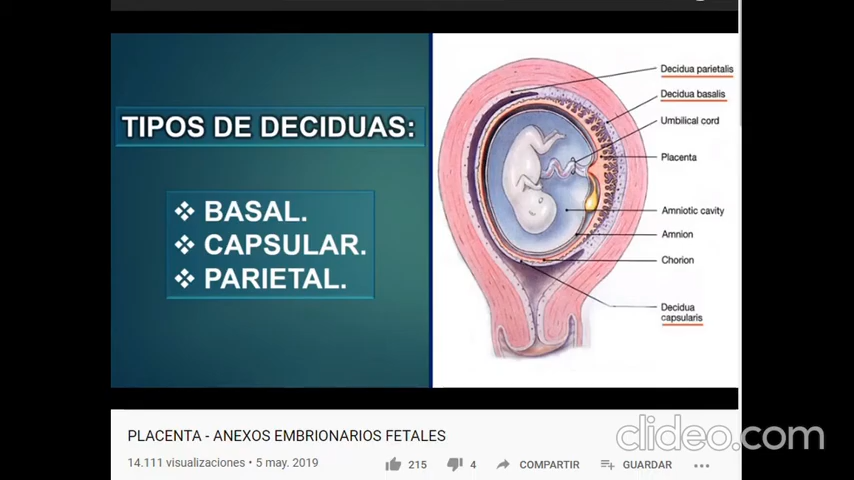 TIPOS DE DECIDUAS:
❖ BASAL.
❖ CAPSULAR.
❖ PARIETAL.
Decidua parietalis
Decidua basalis
Umbilical cord
Placenta
Amniotic cavity
Amnion
Chorion
Decidua
capsularis
PLACENTA - ANEXOS EMBRIONARIOS FETALES
14.111 visualizaciones • 5 may. 2019
215
4
COMPARTIR
GUARDAR
clideo.com